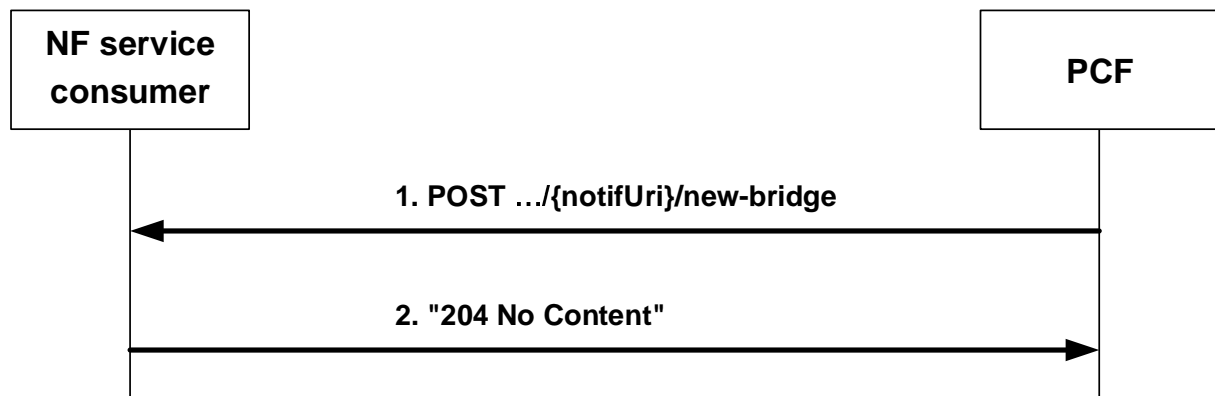 NF service
consumer
PCF
1. POST …/{notifUri}/new-bridge
2. "204 No Content"